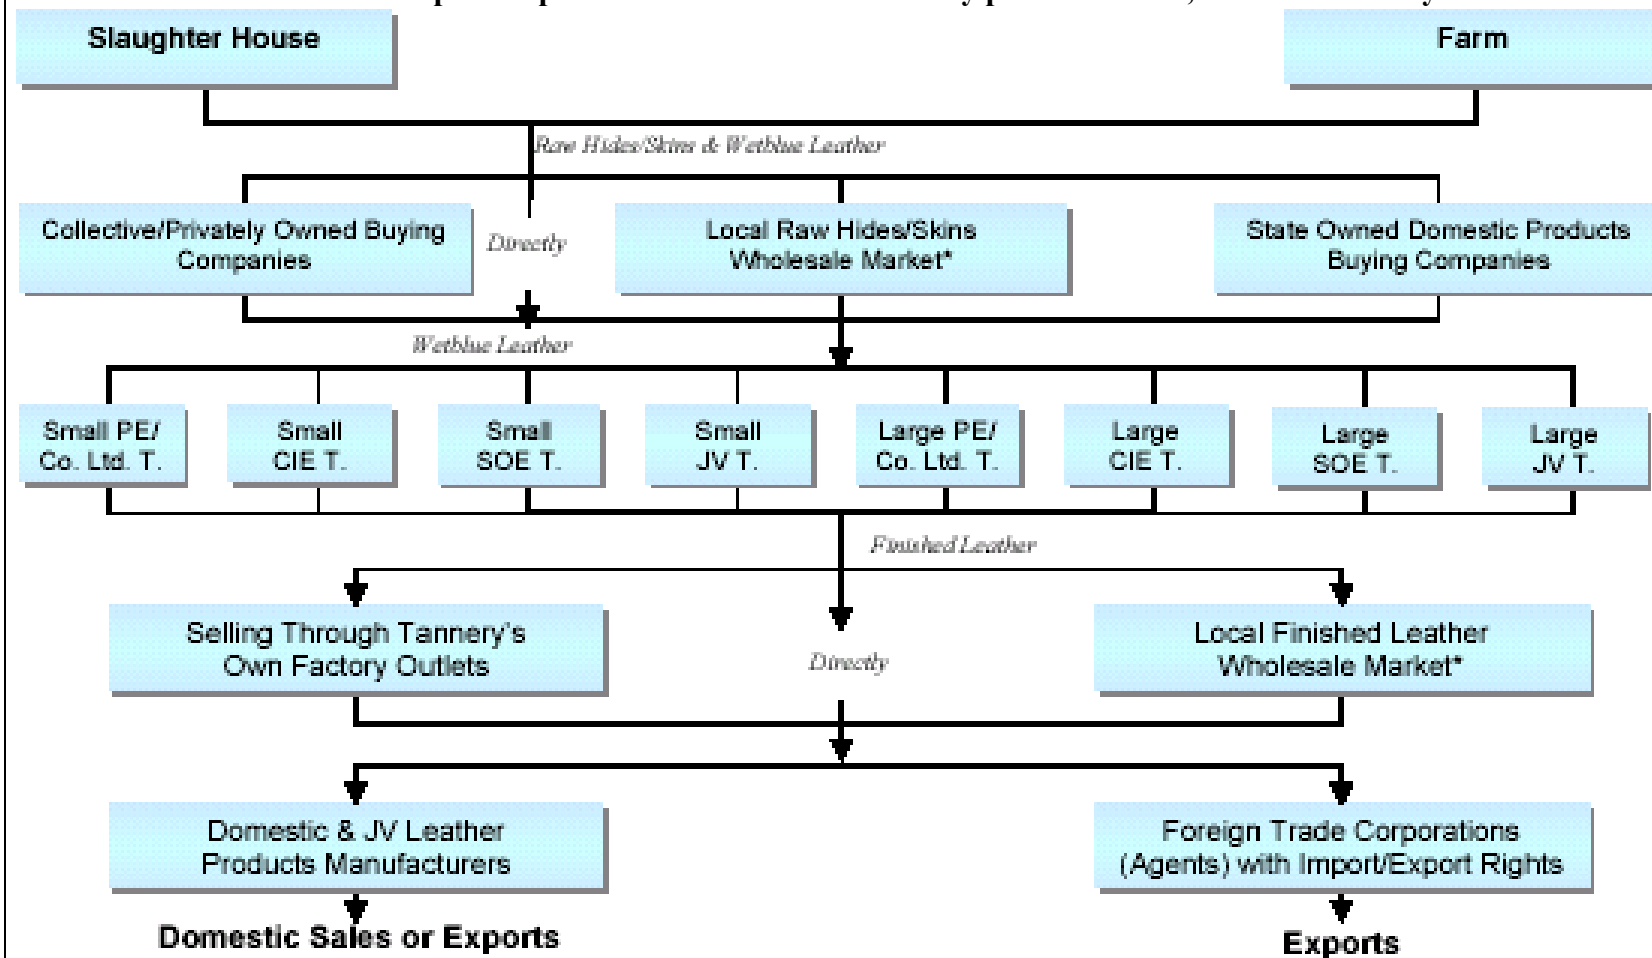 Slaughter House
Farm
Raw Hides/Skins & Wetblue Leather
Collective/Privately Owned Buying
Companies
Directly
Local Raw Hides/Skins
Wholesale Market*
State Owned Domestic Products
Buying Companies
Wetblue Leather
Small PE/
Co. Ltd. T.
Small
CIE T.
Small
SOE T.
Small
JV T.
Large PE/
Co. Ltd. T.
Large
CIE T.
Large
SOE T.
Large
JV T.
Finished Leather
Selling Through Tannery's
Own Factory Outlets
Directly
Local Finished Leather
Wholesale Market*
Domestic & JV Leather
Products Manufacturers
Foreign Trade Corporations
(Agents) with Import/Export Rights
Domestic Sales or Exports
Exports